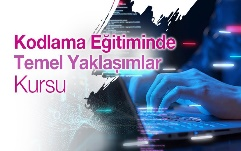 Kodlama Eğitiminde
Temel Yaklaşımlar
Kursu